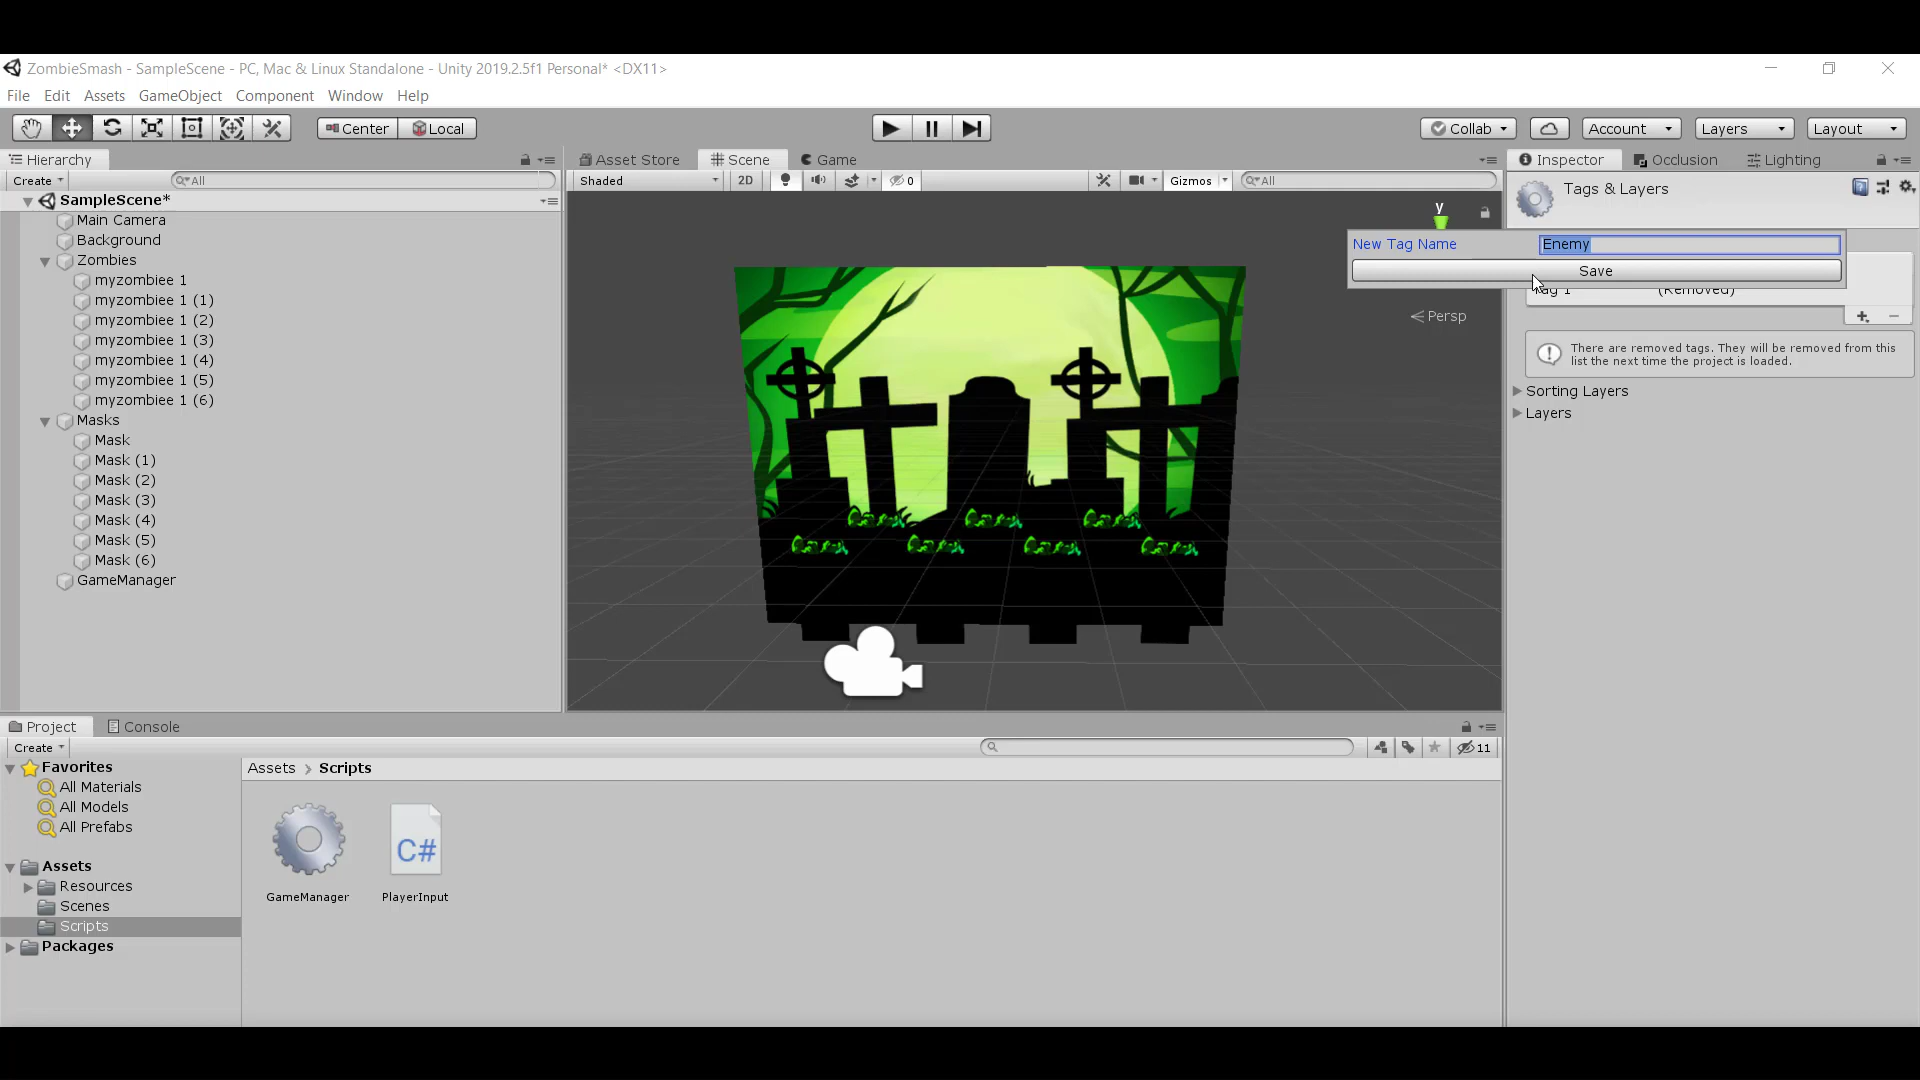 ZombieSmash - SampleScene - PC, Mac & Linux Standalone - Unity 2019.2.5f1 Personal* <DX11>
File Edit Assets GameObject Component Window Help
Center Local Collab Account Layers Layout
Hierarchy Asset Store Scene Game Inspector Occlusion Lighting
Create All Shaded 2D 0 Gizmos All
SampleScene*
Main Camera
Background
Zombies
myzombiee 1
myzombiee 1 (1)
myzombiee 1 (2)
myzombiee 1 (3)
myzombiee 1 (4)
myzombiee 1 (5)
myzombiee 1 (6)
Masks
Mask
Mask (1)
Mask (2)
Mask (3)
Mask (4)
Mask (5)
Mask (6)
GameManager
y
Persp
Tags & Layers
New Tag Name Enemy
Save
Tag 1 (Removed)
There are removed tags. They will be removed from this
list the next time the project is loaded.
Sorting Layers
Layers
Project Console
Create 11
Favorites
All Materials
All Models
All Prefabs
Assets
Resources
Scenes
Scripts
Packages
Assets > Scripts
C#
GameManager PlayerInput